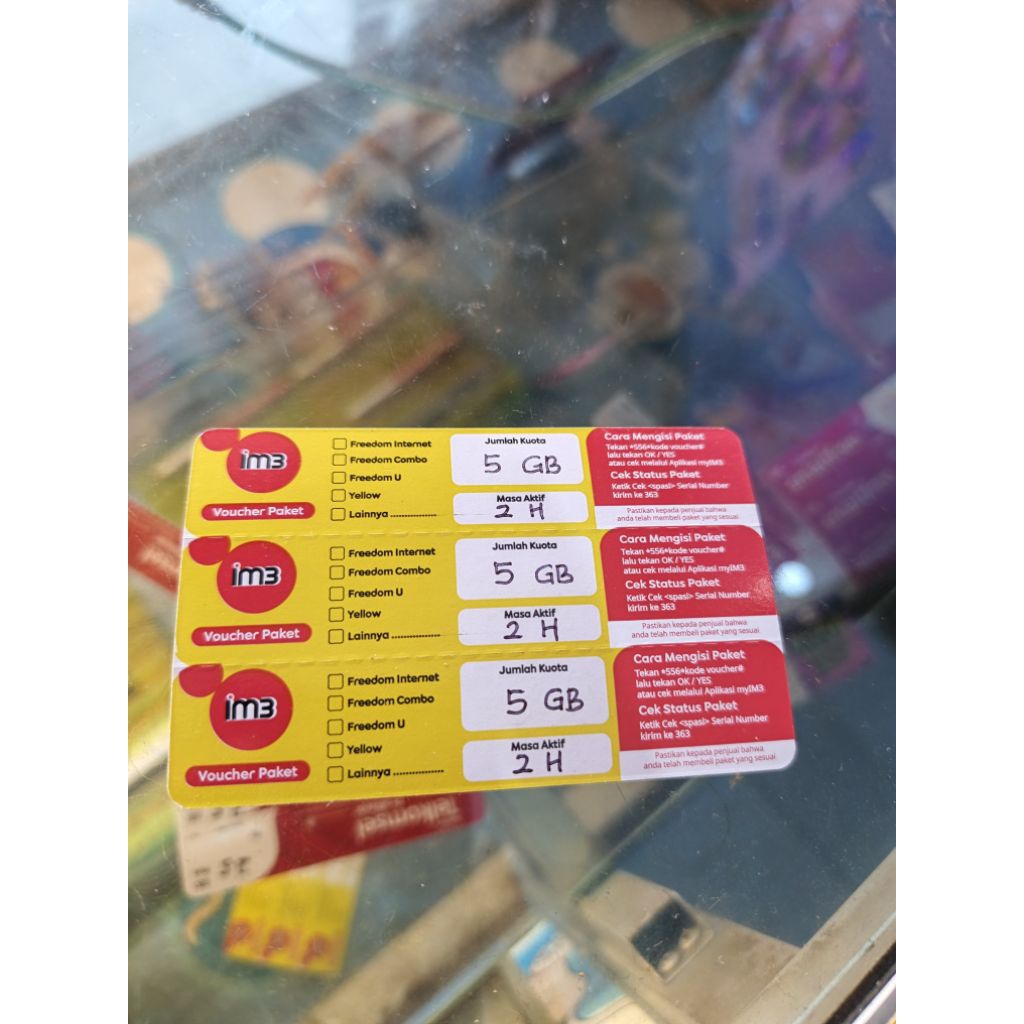 im3
Voucher Paket
Freedom Internet
Freedom Combo
Freedom U
Yellow
Lainnya ................
Jumlah Kuota
5 GB
Masa Aktif
2 H
Cara Mengisi Paket
Tekan *556*kode voucher#
lalu tekan OK / YES
atau cek melalui Aplikasi myIM3
Cek Status Paket
Ketik Cek <spasi> Serial Number
kirim ke 363
Pastikan kepada penjual bahwa
anda telah membeli paket yang sesuai
im3
Voucher Paket
Freedom Internet
Freedom Combo
Freedom U
Yellow
Lainnya ................
Jumlah Kuota
5 GB
Masa Aktif
2 H
Cara Mengisi Paket
Tekan *556*kode voucher#
lalu tekan OK / YES
atau cek melalui Aplikasi myIM3
Cek Status Paket
Ketik Cek <spasi> Serial Number
kirim ke 363
Pastikan kepada penjual bahwa
anda telah membeli paket yang sesuai
im3
Voucher Paket
Freedom Internet
Freedom Combo
Freedom U
Yellow
Lainnya ................
Jumlah Kuota
5 GB
Masa Aktif
2 H
Cara Mengisi Paket
Tekan *556*kode voucher#
lalu tekan OK / YES
atau cek melalui Aplikasi myIM3
Cek Status Paket
Ketik Cek <spasi> Serial Number
kirim ke 363
Pastikan kepada penjual bahwa
anda telah membeli paket yang sesuai
Telkomsel